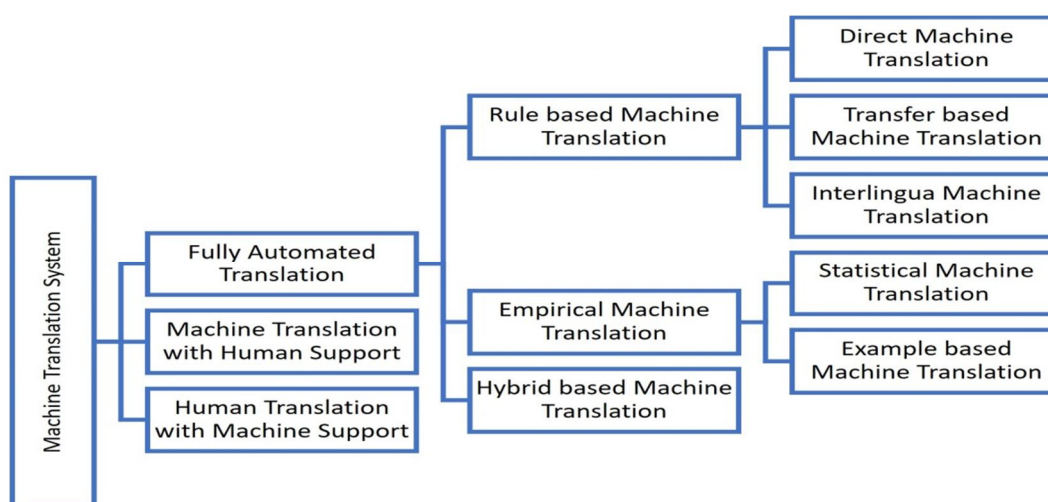 Machine Translation System
Fully Automated
Translation
Machine Translation
with Human Support
Human Translation
with Machine Support
Rule based Machine
Translation
Empirical Machine
Translation
Hybrid based Machine
Translation
Direct Machine
Translation
Transfer based
Machine Translation
Interlingua Machine
Translation
Statistical Machine
Translation
Example based
Machine Translation